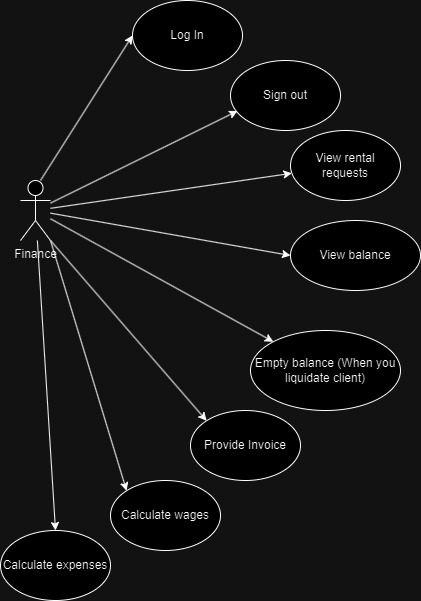 Log In
Sign out
View rental
requests
Finance
View balance
Empty balance (When you
liquidate client)
Provide Invoice
Calculate wages
Calculate expenses